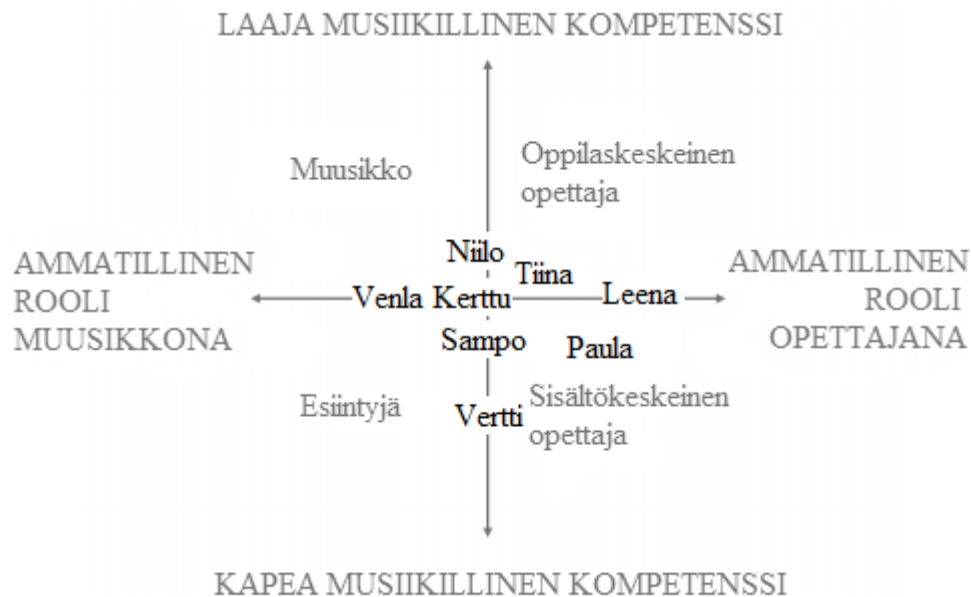 LAAJA MUSIIKILLINEN KOMPETENSSI
Muusikko
Oppilaskeskeinen
opettaja
AMMATILLINEN
ROOLI
MUUSIKKONA
Niilo
Tiina
Venla Kerttu
Leena
Sampo
Paula
AMMATILLINEN
ROOLI
OPETTAJANA
Esiintyjä
Vertti
Sisältökeskeinen
opettaja
KAPEA MUSIIKILLINEN KOMPETENSSI